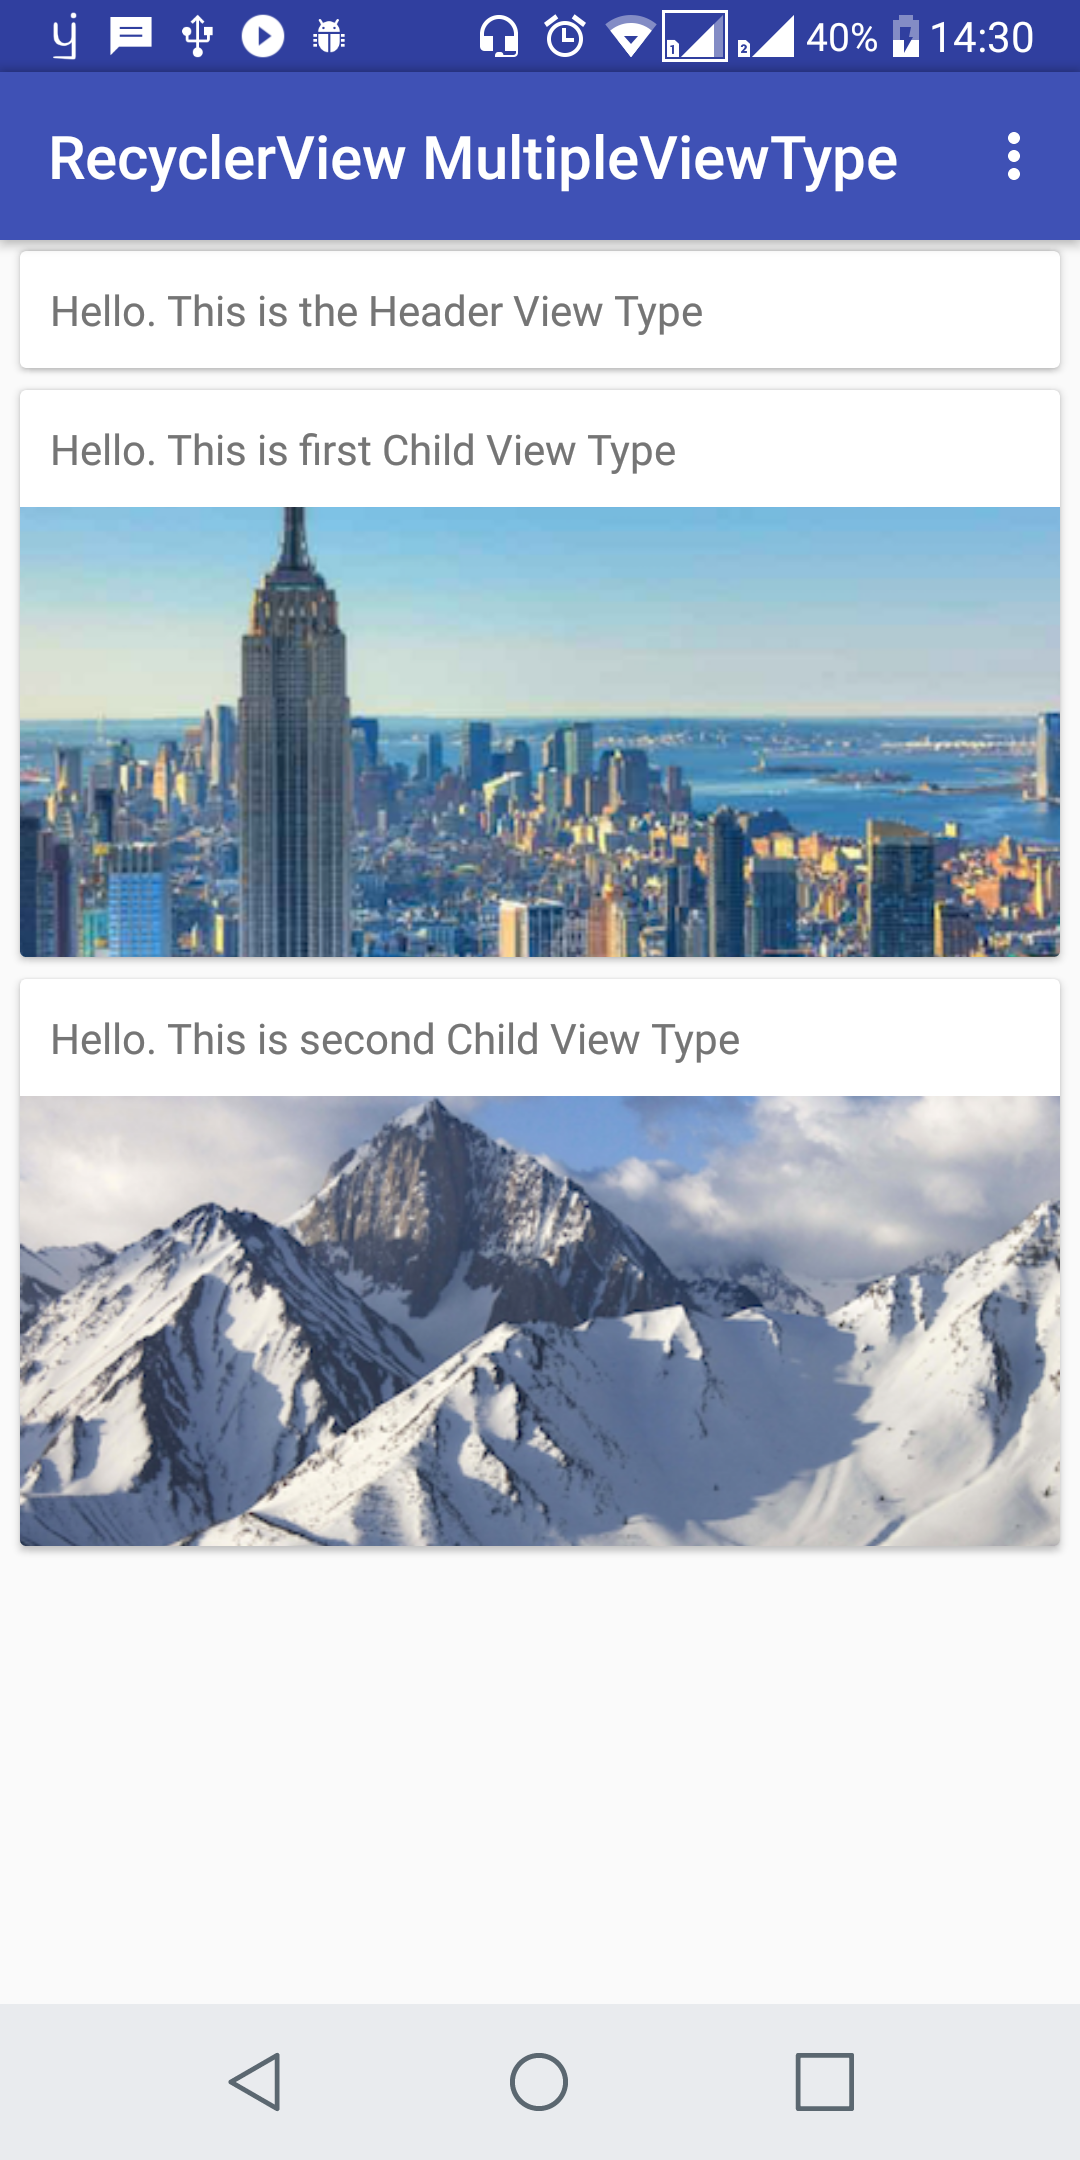 40% 14:30
RecyclerView MultipleViewType
Hello. This is the Header View Type
Hello. This is first Child View Type
Hello. This is second Child View Type